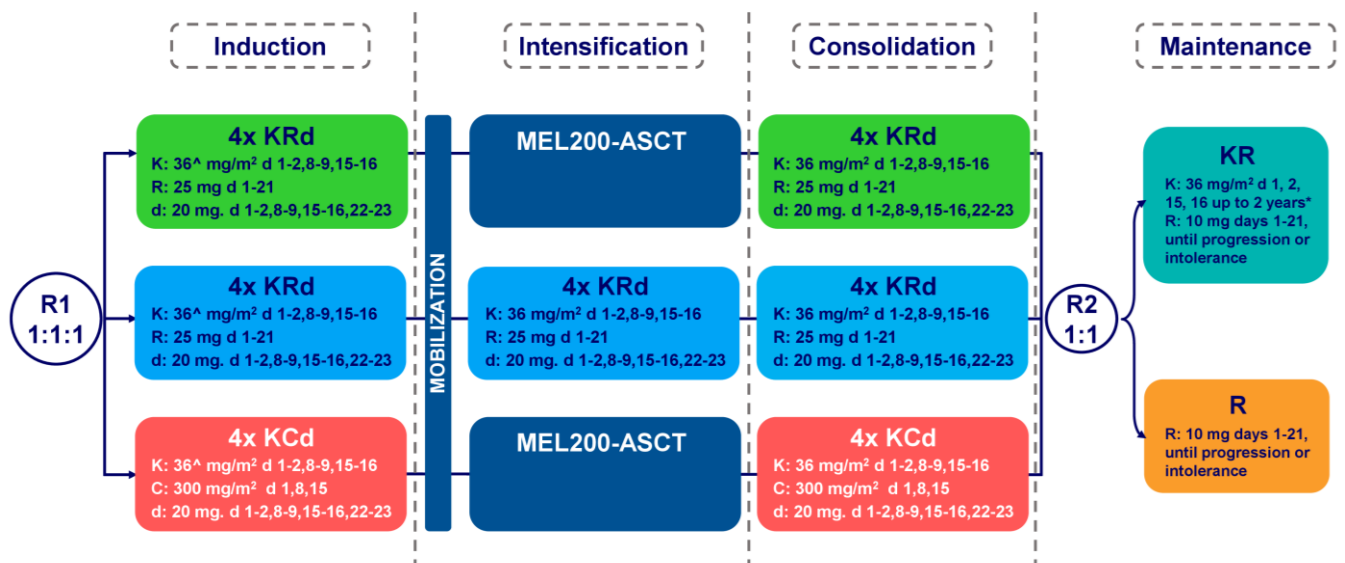 Induction
Intensification
Consolidation
Maintenance
R1
1:1:1
4x KRd
K: 36^ mg/m² d 1-2,8-9,15-16
R: 25 mg d 1-21
d: 20 mg. d 1-2,8-9,15-16,22-23
4x KRd
K: 36^ mg/m² d 1-2,8-9,15-16
R: 25 mg d 1-21
d: 20 mg. d 1-2,8-9,15-16,22-23
4x KCd
K: 36^ mg/m² d 1-2,8-9,15-16
C: 300 mg/m² d 1,8,15
d: 20 mg. d 1-2,8-9,15-16,22-23
MOBILIZATION
MEL200-ASCT
4x KRd
K: 36 mg/m² d 1-2,8-9,15-16
R: 25 mg d 1-21
d: 20 mg. d 1-2,8-9,15-16,22-23
MEL200-ASCT
4x KRd
K: 36 mg/m² d 1-2,8-9,15-16
R: 25 mg d 1-21
d: 20 mg. d 1-2,8-9,15-16,22-23
4x KRd
K: 36 mg/m² d 1-2,8-9,15-16
R: 25 mg d 1-21
d: 20 mg. d 1-2,8-9,15-16,22-23
4x KCd
K: 36 mg/m² d 1-2,8-9,15-16
C: 300 mg/m² d 1,8,15
d: 20 mg. d 1-2,8-9,15-16,22-23
R2
1:1
KR
K: 36 mg/m² d 1, 2,
15, 16 up to 2 years*
R: 10 mg days 1-21,
until progression or
intolerance
R
R: 10 mg days 1-21,
until progression or
intolerance